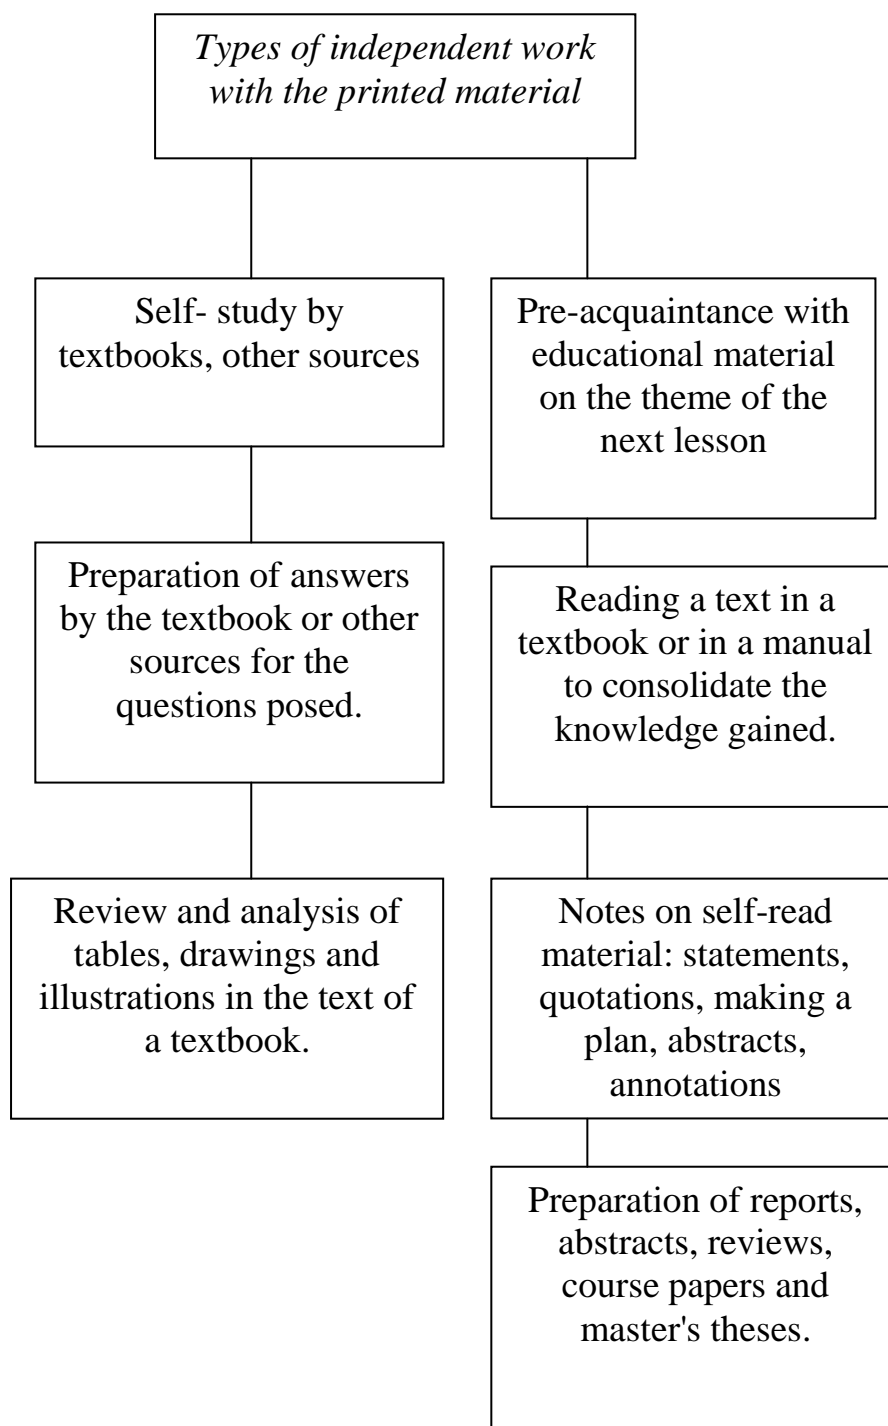 Types of independent work
with the printed material
Self- study by
textbooks, other sources
Preparation of answers
by the textbook or other
sources for the
questions posed.
Review and analysis of
tables, drawings and
illustrations in the text of
a textbook.
Pre-acquaintance with
educational material
on the theme of the
next lesson
Reading a text in a
textbook or in a manual
to consolidate the
knowledge gained.
Notes on self-read
material: statements,
quotations, making a
plan, abstracts,
annotations
Preparation of reports,
abstracts, reviews,
course papers and
master's theses.